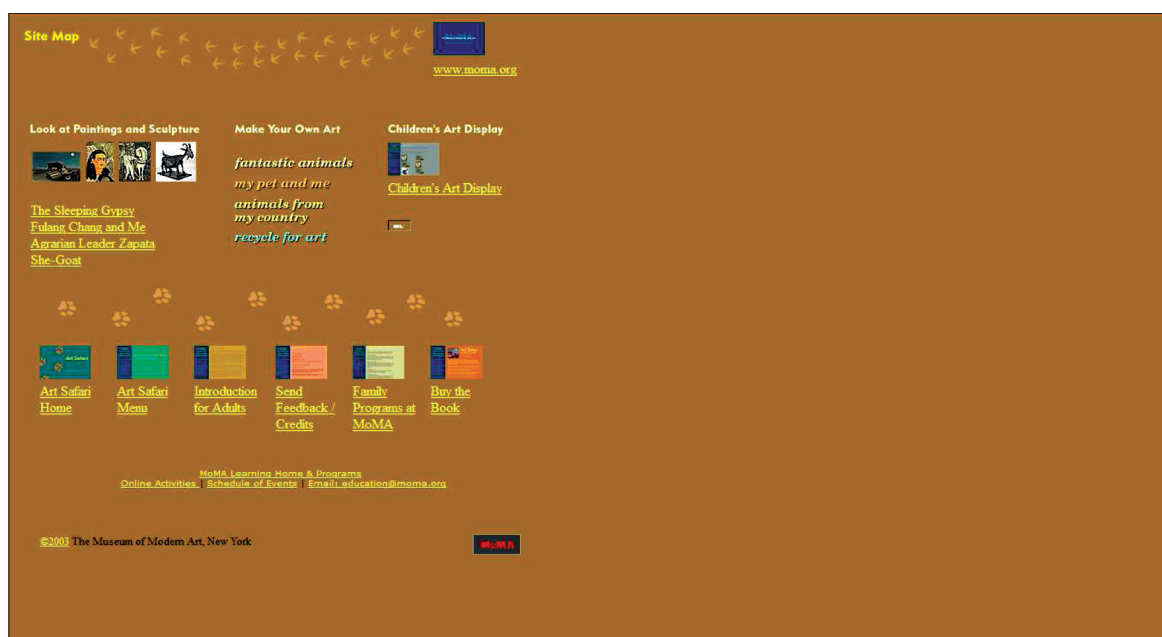 Site Map
www.moma.org
Look at Paintings and Sculpture
The Sleeping Gypsy
Fulang Chang and Me
Agrarian Leader Zapata
She-Goat
Make Your Own Art
fantastic animals
my pet and me
animals from
my country
recycle for art
Children's Art Display
Children's Art Display
Art Safari
Home
Art Safari
Menu
Introduction
for Adults
Send
Feedback /
Credits
Family
Programs at
MoMA
Buy the
Book
MoMA Learning Home & Programs
Online Activities | Schedule of Events | Email: education@moma.org
©2003 The Museum of Modern Art, New York
MoMA